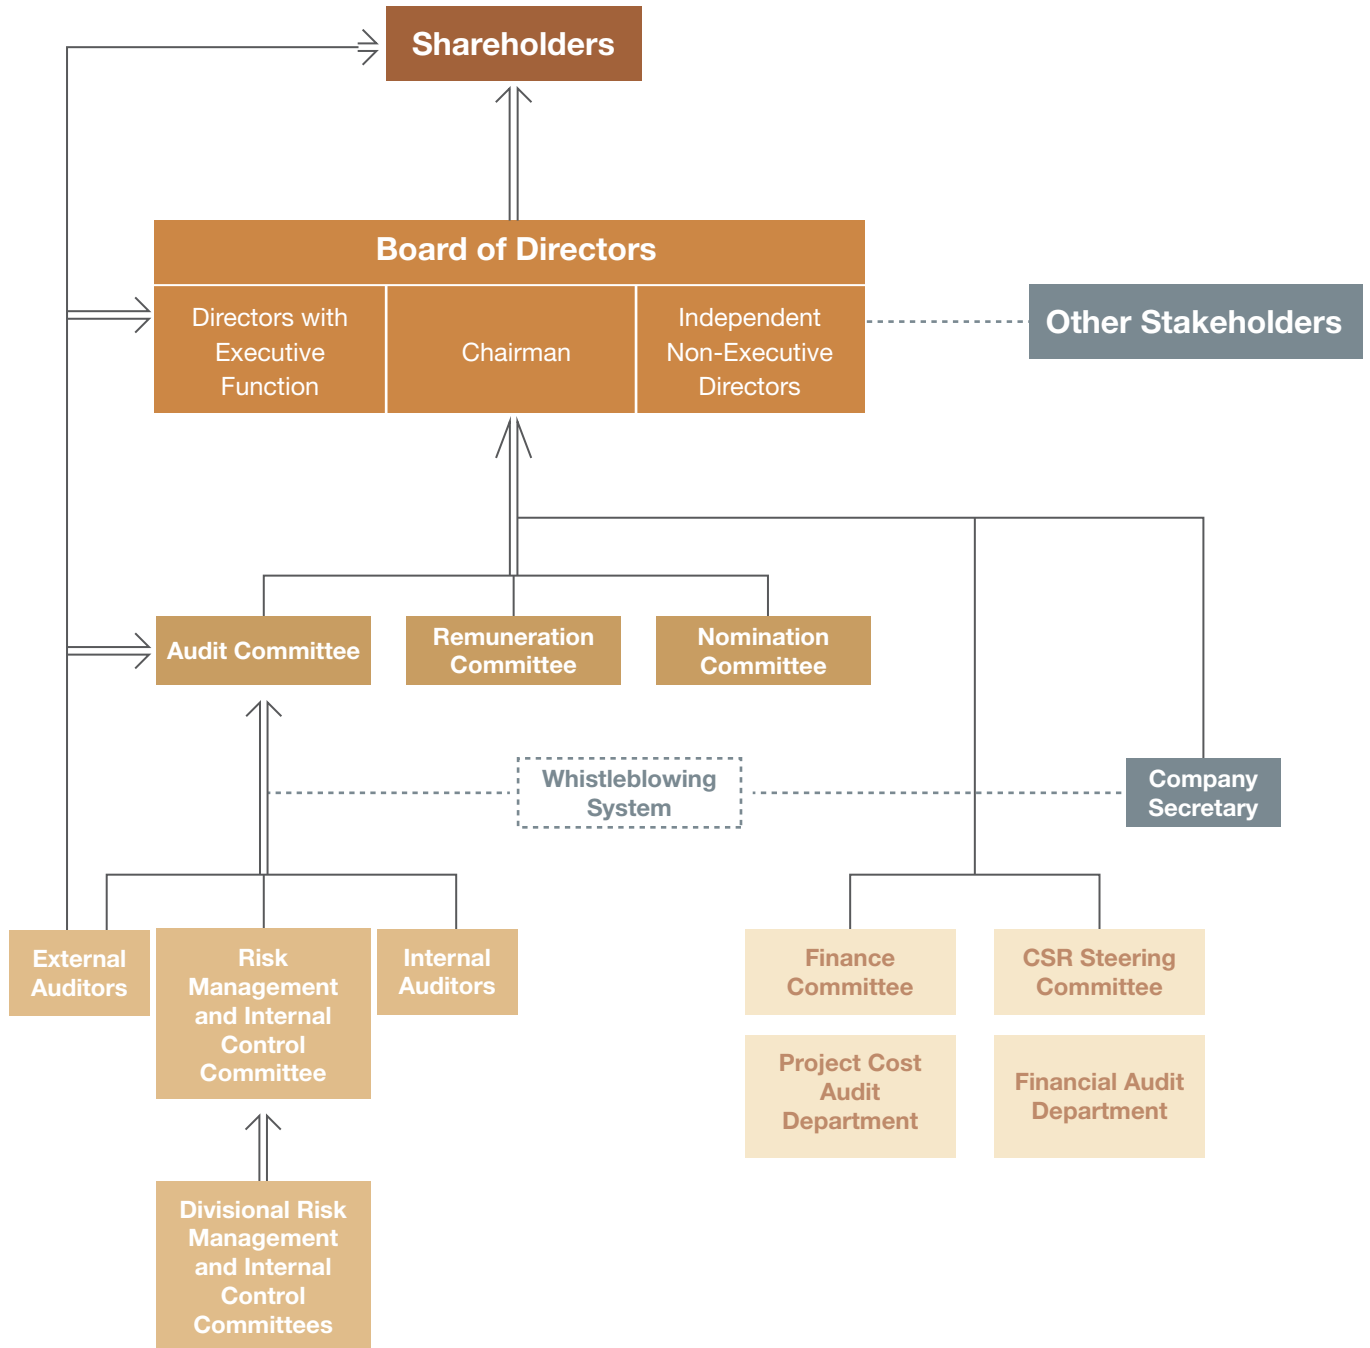 Shareholders
Board of Directors
Directors with
Executive
Function
Chairman
Independent
Non-Executive
Directors
Other Stakeholders
Audit Committee
Remuneration
Committee
Nomination
Committee
Whistleblowing
System
Company
Secretary
External
Auditors
Risk
Management
and Internal
Control
Committee
Internal
Auditors
Finance
Committee
CSR Steering
Committee
Project Cost
Audit
Department
Financial Audit
Department
Divisional Risk
Management
and Internal
Control
Committees